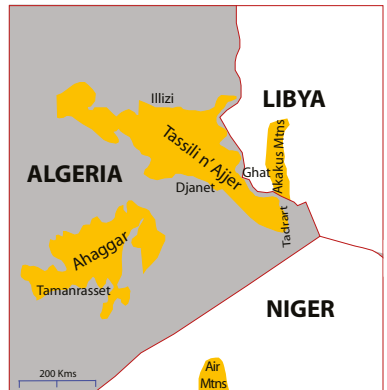 Illizi
LIBYA
Tassili n'Ajjer
Akakus Mtns
ALGERIA
Ghat
Djanet
Tadrart
Ahaggar
Tamanrasset
NIGER
Air
Mtns
200 Kms